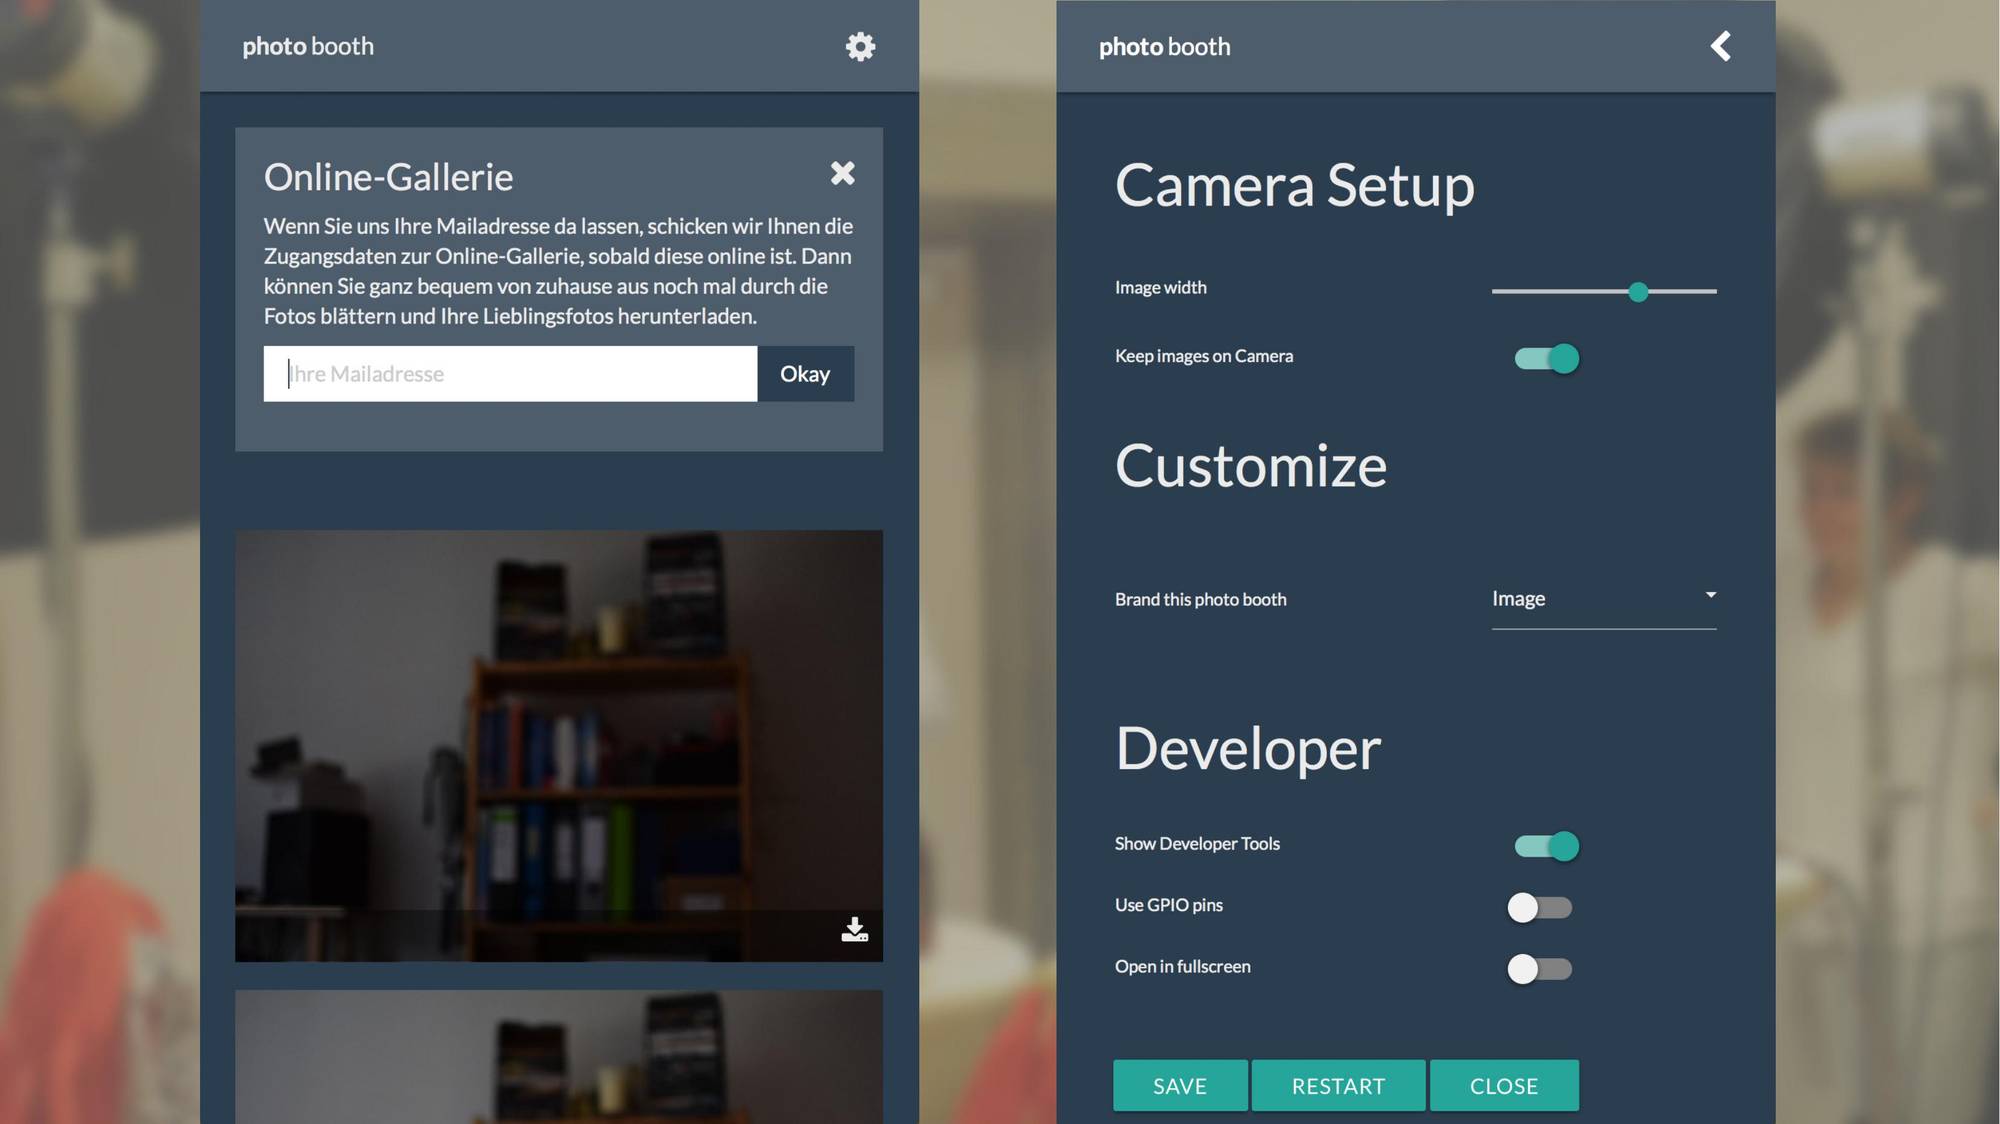 photo booth
Online-Gallerie
Wenn Sie uns Ihre Mailadresse da lassen, schicken wir Ihnen die
Zugangsdaten zur Online-Gallerie, sobald diese online ist. Dann
können Sie ganz bequem von zuhause aus noch mal durch die
Fotos blättern und Ihre Lieblingsfotos herunterladen.
Ihre Mailadresse
Okay
photo booth
Camera Setup
Image width
Keep images on Camera
Customize
Brand this photo booth
Image
Developer
Show Developer Tools
Use GPIO pins
Open in fullscreen
SAVE
RESTART
CLOSE